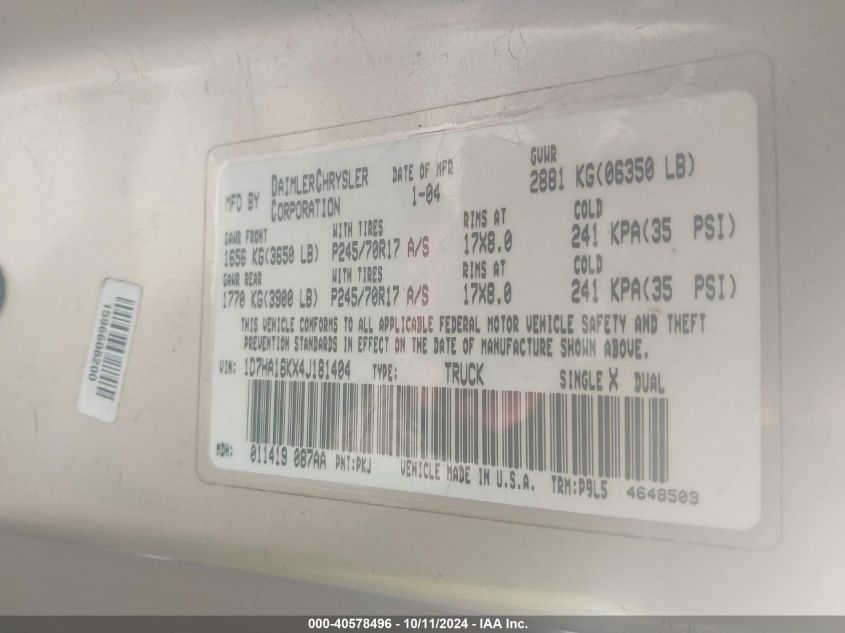 MFD BY DAIMLERCHRYSLER CORPORATION
DATE OF MFR 1-04
GVWR 2881 KG(06350 LB)
GAWR FRONT WITH TIRES RIMS AT COLD
1656 KG(3650 LB) P245/70R17 A/S 17X8.0 241 KPA(35 PSI)
GAWR REAR WITH TIRES RIMS AT COLD
1770 KG(3900 LB) P245/70R17 A/S 17X8.0 241 KPA(35 PSI)
THIS VEHICLE CONFORMS TO ALL APPLICABLE FEDERAL MOTOR VEHICLE SAFETY AND THEFT
PREVENTION STANDARDS IN EFFECT ON THE DATE OF MANUFACTURE SHOWN ABOVE.
VIN: 1D7HA16KX4J181404 TYPE: TRUCK SINGLE X DUAL
MDH: 011419 087AA PNT:PKJ VEHICLE MADE IN U.S.A. TRM:P9L5 4648503
1596606200
000-40578496 - 10/11/2024 - IAA Inc.